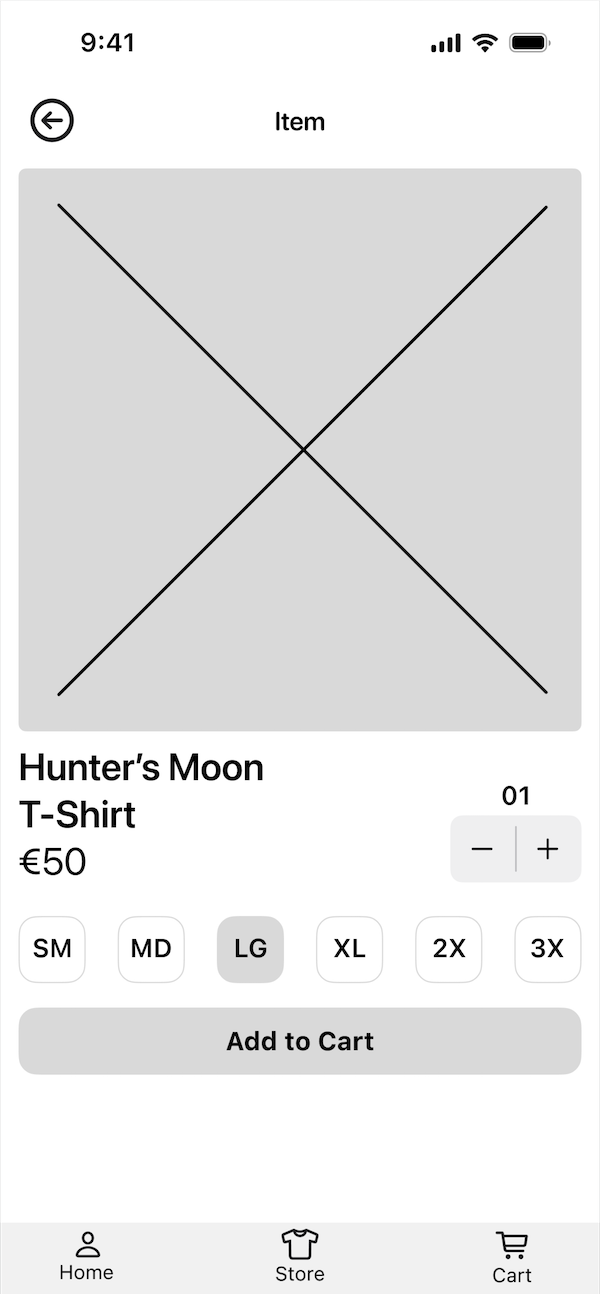 9:41
Item
Hunter’s Moon
T-Shirt
€50
01
SM MD LG XL 2X 3X
Add to Cart
Home Store Cart